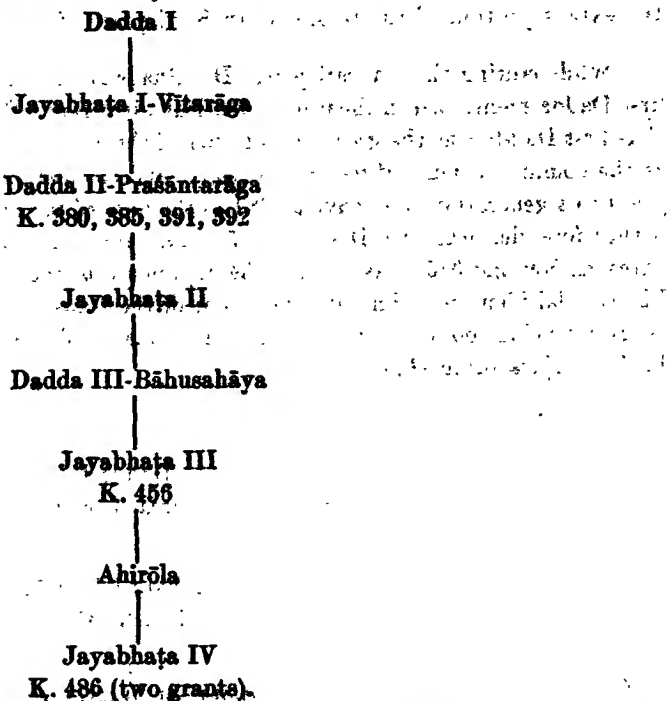 Dadda I
Jayabhaṭa I-Vītarāga
Dadda II-Praśāntarāga
K. 380, 385, 391, 392
Jayabhaṭa II
Dadda III-Bāhusahāya
Jayabhaṭa III
K. 456
Ahirōla
Jayabhaṭa IV
K. 486 (two grants).